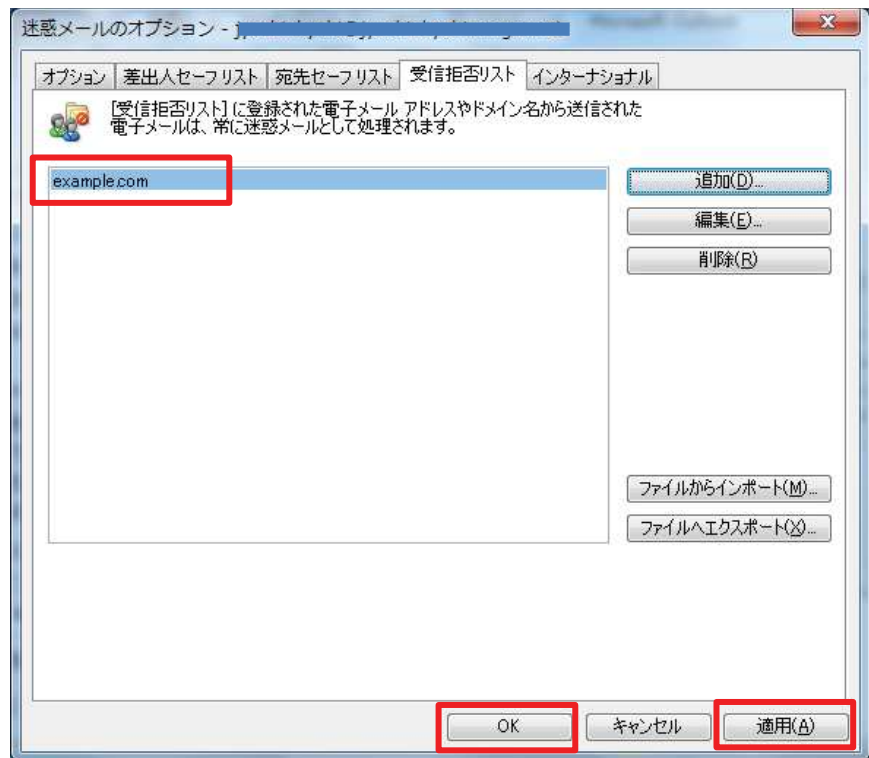 迷惑メールのオプション -
オプション 差出人セーフリスト 宛先セーフリスト 受信拒否リスト インターナショナル
[受信拒否リスト] に登録された電子メール アドレスやドメイン名から送信された
電子メールは、常に迷惑メールとして処理されます。
example.com
追加(D)...
編集(E)...
削除(R)
ファイルからインポート(M)...
ファイルへエクスポート(X)...
OK キャンセル 適用(A)